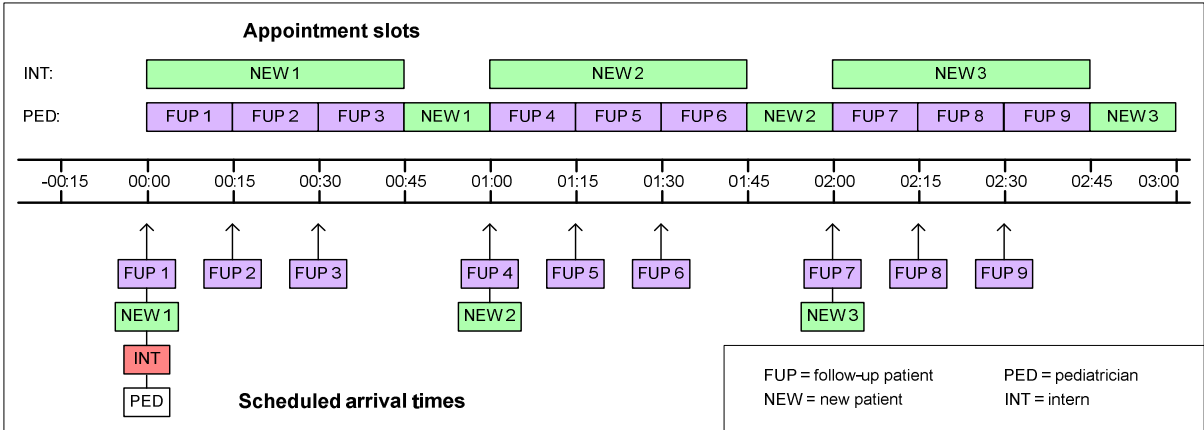 Appointment slots
INT: NEW 1 NEW 2 NEW 3
PED: FUP 1 FUP 2 FUP 3 NEW 1 FUP 4 FUP 5 FUP 6 NEW 2 FUP 7 FUP 8 FUP 9 NEW 3
-00:15 00:00 00:15 00:30 00:45 01:00 01:15 01:30 01:45 02:00 02:15 02:30 02:45 03:00
FUP 1 FUP 2 FUP 3 FUP 4 FUP 5 FUP 6 FUP 7 FUP 8 FUP 9
NEW 1 NEW 2 NEW 3
INT
PED
Scheduled arrival times
FUP = follow-up patient PED = pediatrician
NEW = new patient INT = intern